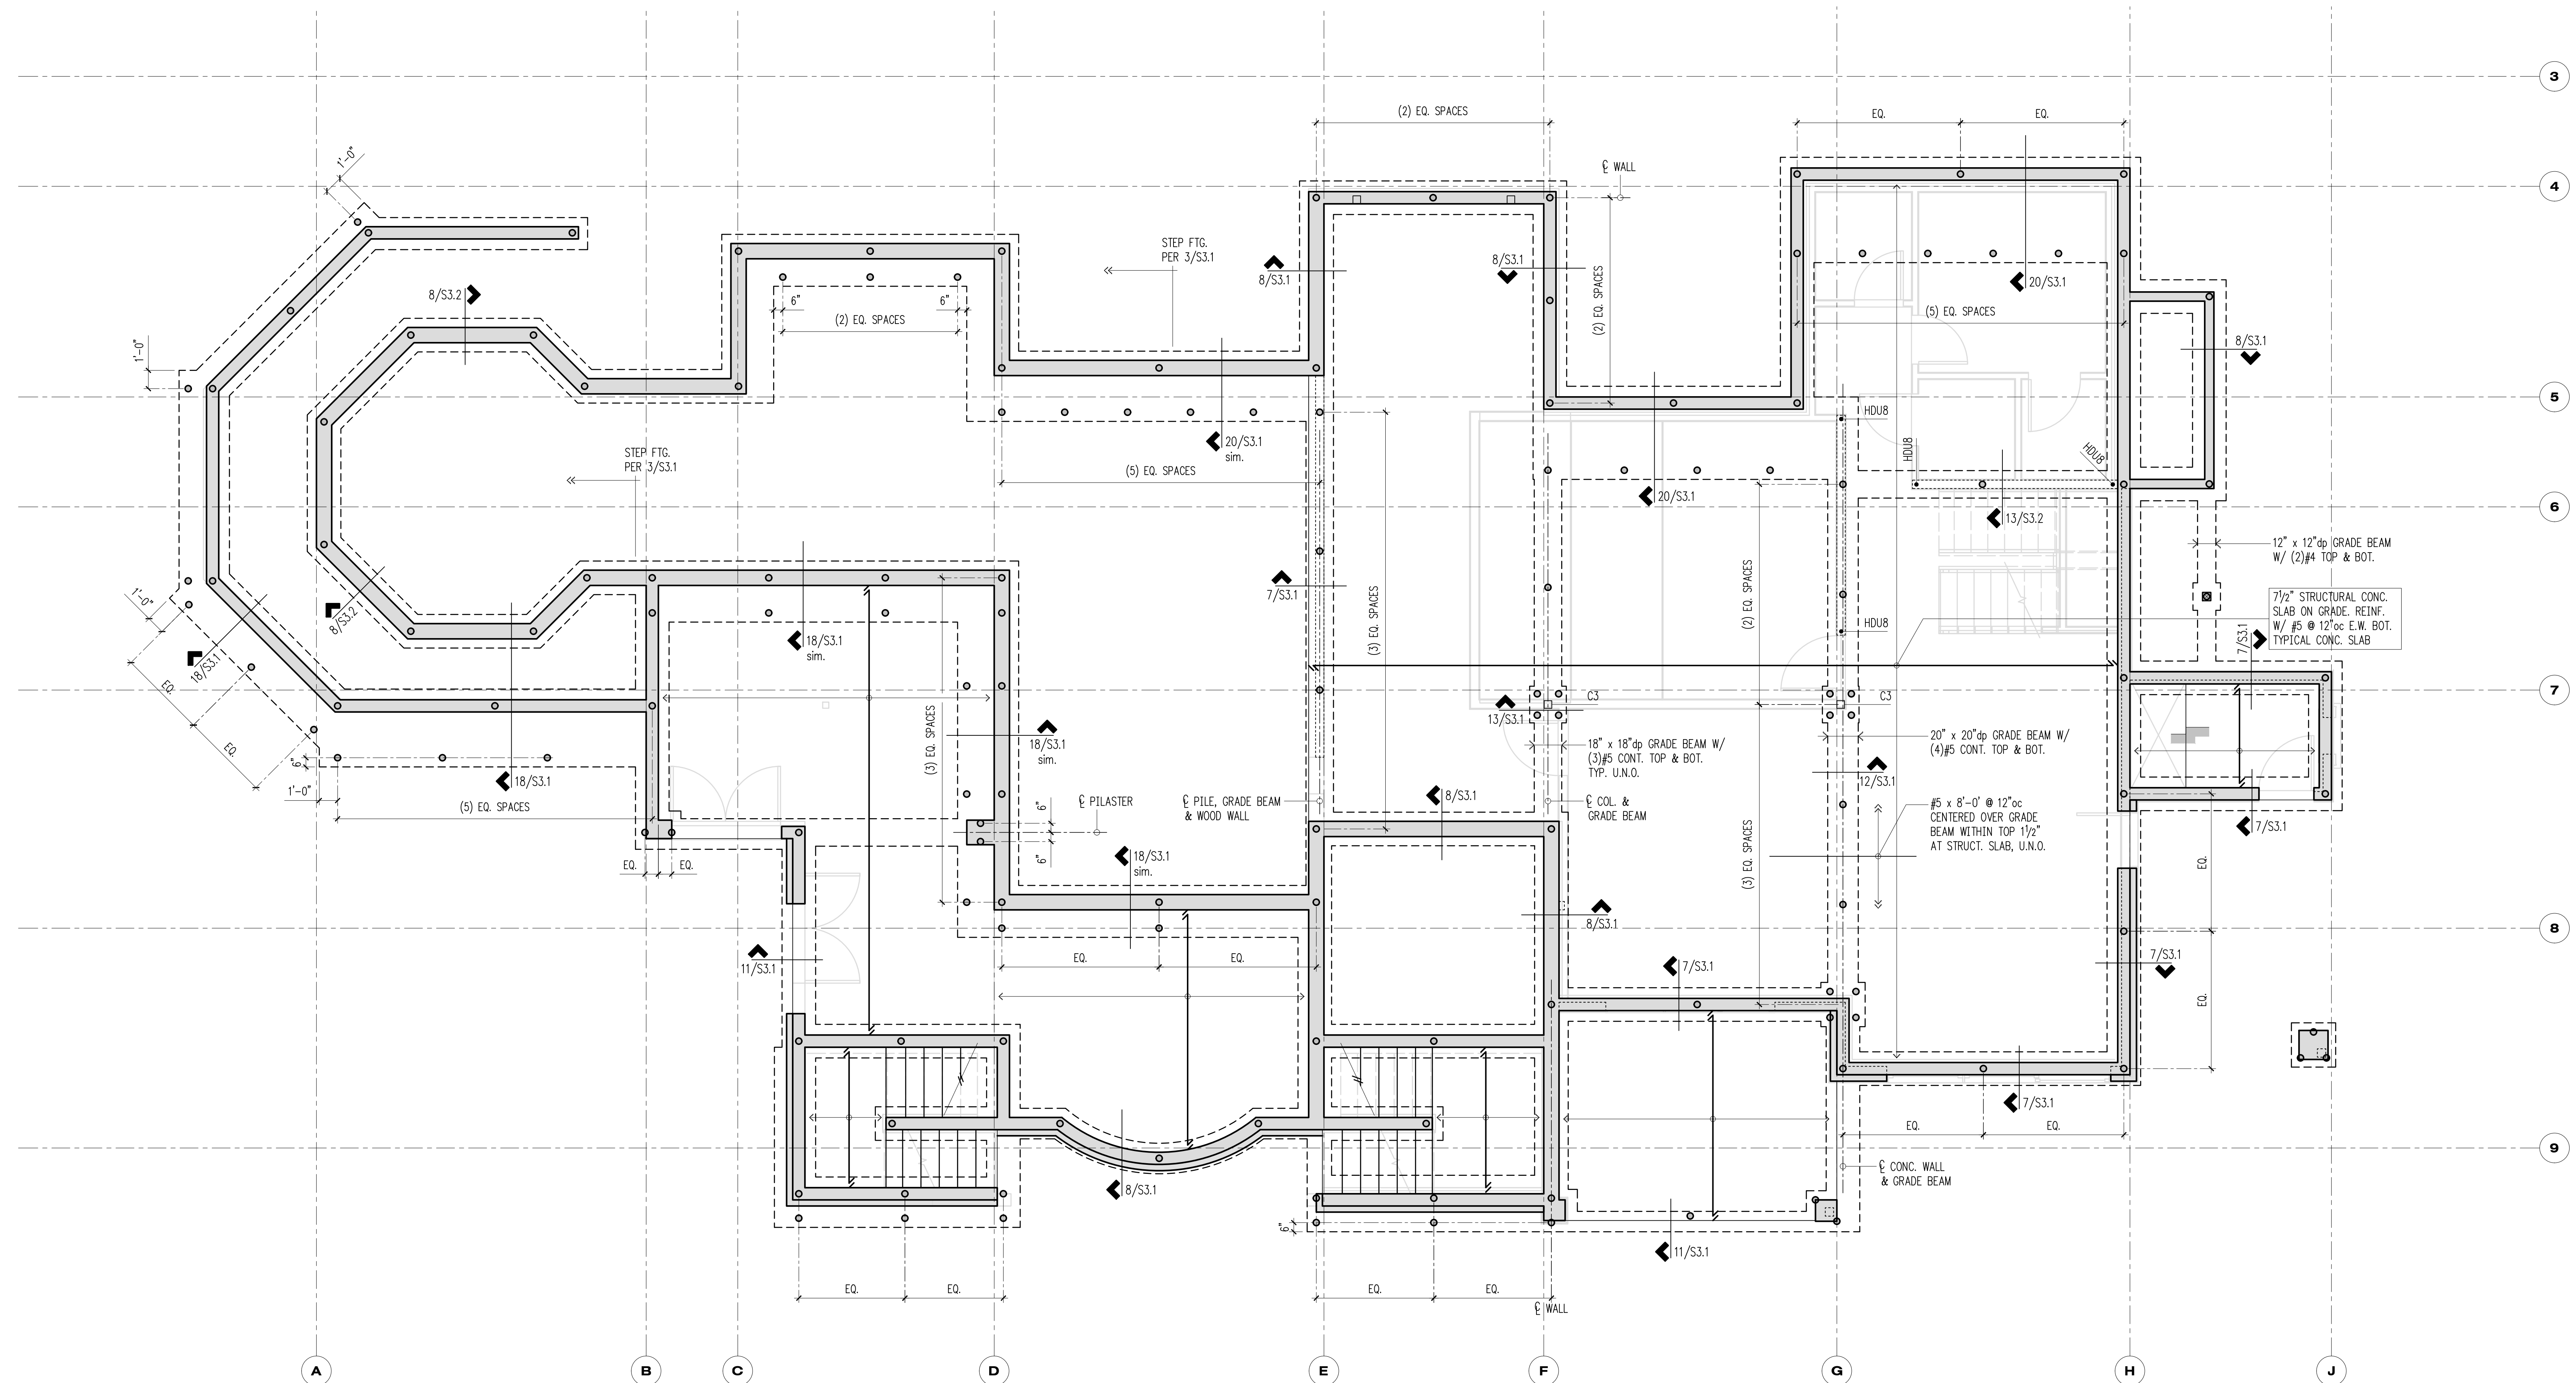 3
(2) EQ. SPACES
EQ.
EQ.
1'-0"
℄ WALL
4
STEP FTG.
PER 3/S3.1
8/S3.1
8/S3.1
8/S3.2
20/S3.1
6"
6"
(2) EQ. SPACES
(2) EQ. SPACES
(5) EQ. SPACES
1'-0"
8/S3.1
5
HDU8
20/S3.1
sim.
HDU8
HDU8
STEP FTG.
PER 3/S3.1
(5) EQ. SPACES
20/S3.1
6
13/S3.2
12" x 12"dp GRADE BEAM
W/ (2)#4 TOP & BOT.
7/S3.1
1'-0"
8/S3.2
(3) EQ. SPACES
(2) EQ. SPACES
HDU8
7½" STRUCTURAL CONC.
SLAB ON GRADE. REINF.
W/ #5 @ 12"oc E.W. BOT.
TYPICAL CONC. SLAB
18/S3.1
sim.
7/S3.1
18/S3.1
EQ.
EQ.
7
C3
C3
13/S3.1
(3) EQ. SPACES
18/S3.1
sim.
18" x 18"dp GRADE BEAM W/
(3)#5 CONT. TOP & BOT.
TYP. U.N.O.
20" x 20"dp GRADE BEAM W/
(4)#5 CONT. TOP & BOT.
6"
18/S3.1
12/S3.1
1'-0"
(5) EQ. SPACES
6"
6"
℄ PILASTER
℄ PILE, GRADE BEAM
& WOOD WALL
8/S3.1
℄ COL. &
GRADE BEAM
#5 x 8'-0' @ 12"oc
CENTERED OVER GRADE
BEAM WITHIN TOP 1½"
AT STRUCT. SLAB, U.N.O.
7/S3.1
EQ.
EQ.
18/S3.1
sim.
(3) EQ. SPACES
EQ.
8/S3.1
8
11/S3.1
EQ.
EQ.
7/S3.1
7/S3.1
EQ.
7/S3.1
EQ.
EQ.
9
8/S3.1
℄ CONC. WALL
& GRADE BEAM
6"
11/S3.1
EQ.
EQ.
EQ.
EQ.
℄ WALL
A
B
C
D
E
F
G
H
J